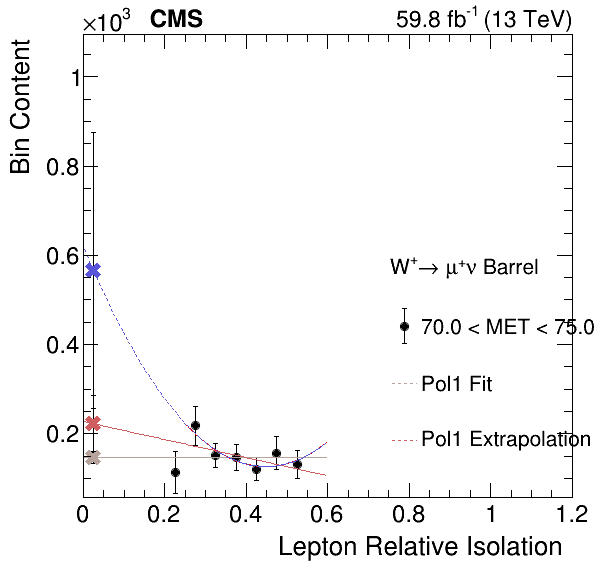 ×10³ CMS 59.8 fb⁻¹ (13 TeV)
Bin Content
1
0.8
0.6
0.4
0.2
W⁺→ μ⁺ν Barrel
70.0 < MET < 75.0
Pol1 Fit
Pol1 Extrapolation
0 0.2 0.4 0.6 0.8 1 1.2
Lepton Relative Isolation